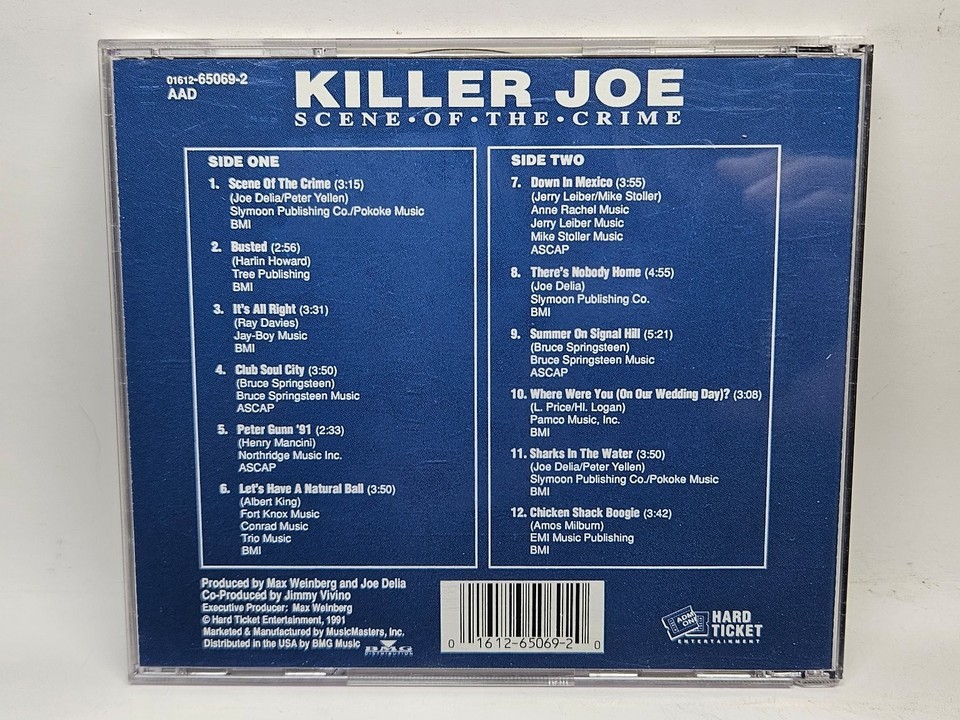 01612-65069-2
AAD
KILLER JOE
SCENE•OF•THE•CRIME
SIDE ONE
1. Scene Of The Crime (3:15)
(Joe Delia/Peter Yellen)
Slymoon Publishing Co./Pokoke Music
BMI
2. Busted (2:56)
(Harlin Howard)
Tree Publishing
BMI
3. It's All Right (3:31)
(Ray Davies)
Jay-Boy Music
BMI
4. Club Soul City (3:50)
(Bruce Springsteen)
Bruce Springsteen Music
ASCAP
5. Peter Gunn '91 (2:33)
(Henry Mancini)
Northridge Music Inc.
ASCAP
6. Let's Have A Natural Ball (3:50)
(Albert King)
Fort Knox Music
Conrad Music
Trio Music
BMI
SIDE TWO
7. Down In Mexico (3:55)
(Jerry Leiber/Mike Stoller)
Anne Rachel Music
Jerry Leiber Music
Mike Stoller Music
ASCAP
8. There's Nobody Home (4:55)
(Joe Delia)
Slymoon Publishing Co.
BMI
9. Summer On Signal Hill (5:21)
(Bruce Springsteen)
Bruce Springsteen Music
ASCAP
10. Where Were You (On Our Wedding Day)? (3:08)
(L. Price/Hl. Logan)
Pamco Music, Inc.
BMI
11. Sharks In The Water (3:50)
(Joe Delia/Peter Yellen)
Slymoon Publishing Co./Pokoke Music
BMI
12. Chicken Shack Boogie (3:42)
(Amos Milburn)
EMI Music Publishing
BMI
Produced by Max Weinberg and Joe Delia
Co-Produced by Jimmy Vivino
Executive Producer: Max Weinberg
© Hard Ticket Entertainment, 1991
Marketed & Manufactured by MusicMasters, Inc.
Distributed in the USA by BMG Music
BMG
DISTRIBUTION
0 1612-65069-2 0
ADMIT
ONE
HARD
TICKET
ENTERTAINMENT